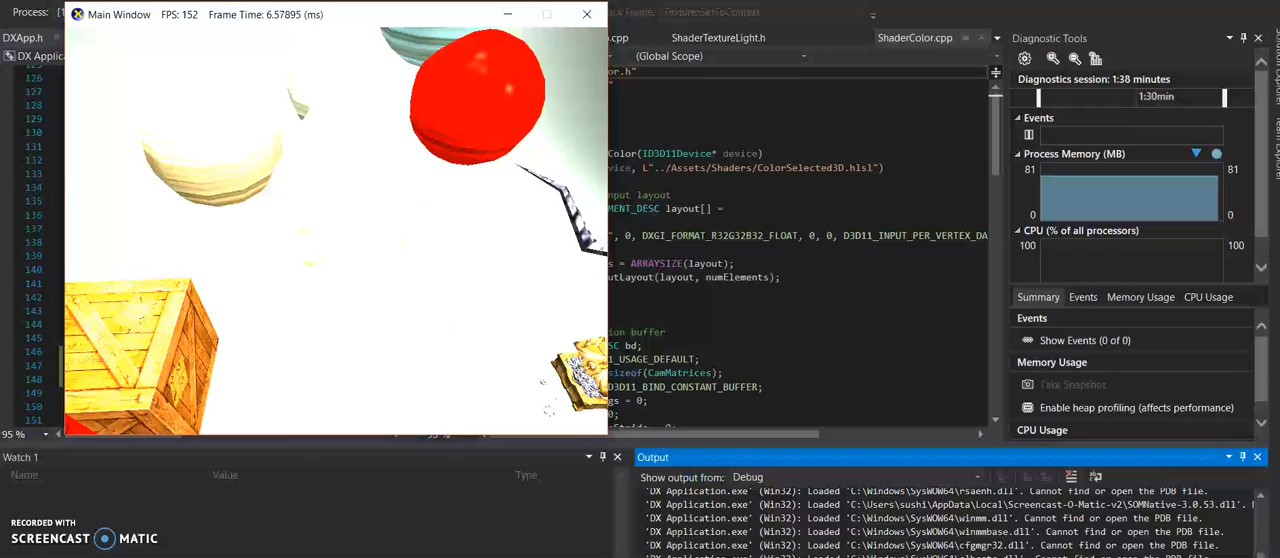 Process: [1
Main Window FPS: 152 Frame Time: 6.57895 (ms)
TexturesSetToContext
DXApp.h
.cpp
ShaderTextureLight.h
ShaderColor.cpp
Diagnostic Tools
DX Applica
(Global Scope)
126
or.h"
Diagnostics session: 1:38 minutes
127
1:30min
128
129
Events
130
131
132
Color(ID3D11Device* device)
Process Memory (MB)
133
vice, L"../Assets/Shaders/ColorSelected3D.hlsl")
81
81
134
135
nput layout
136
MENT_DESC layout[] =
137
0
0
138
", 0, DXGI_FORMAT_R32G32B32_FLOAT, 0, 0, D3D11_INPUT_PER_VERTEX_DA
CPU (% of all processors)
139
100
100
140
s = ARRAYSIZE(layout);
141
utLayout(layout, numElements);
142
Summary Events Memory Usage CPU Usage
143
Events
144
145
ion buffer
Show Events (0 of 0)
146
SC bd;
147
1_USAGE_DEFAULT;
Memory Usage
148
sizeof(CamMatrices);
Take Snapshot
149
D3D11_BIND_CONSTANT_BUFFER;
150
gs = 0;
Enable heap profiling (affects performance)
151
CPU Usage
95 %
Watch 1
Output
Name Value Type
Show output from: Debug
'DX Application.exe' (Win32): Loaded 'C:\Windows\SysWOW64\rsaenh.dll'. Cannot find or open the PDB file.
'DX Application.exe' (Win32): Loaded 'C:\Users\sushi\AppData\Local\Screencast-O-Matic-v2\SOMNative-3.0.53.dll'.
'DX Application.exe' (Win32): Loaded 'C:\Windows\SysWOW64\winmm.dll'. Cannot find or open the PDB file.
'DX Application.exe' (Win32): Loaded 'C:\Windows\SysWOW64\winmmbase.dll'. Cannot find or open the PDB file.
'DX Application.exe' (Win32): Loaded 'C:\Windows\SysWOW64\cfgmgr32.dll'. Cannot find or open the PDB file.
RECORDED WITH
SCREENCAST MATIC